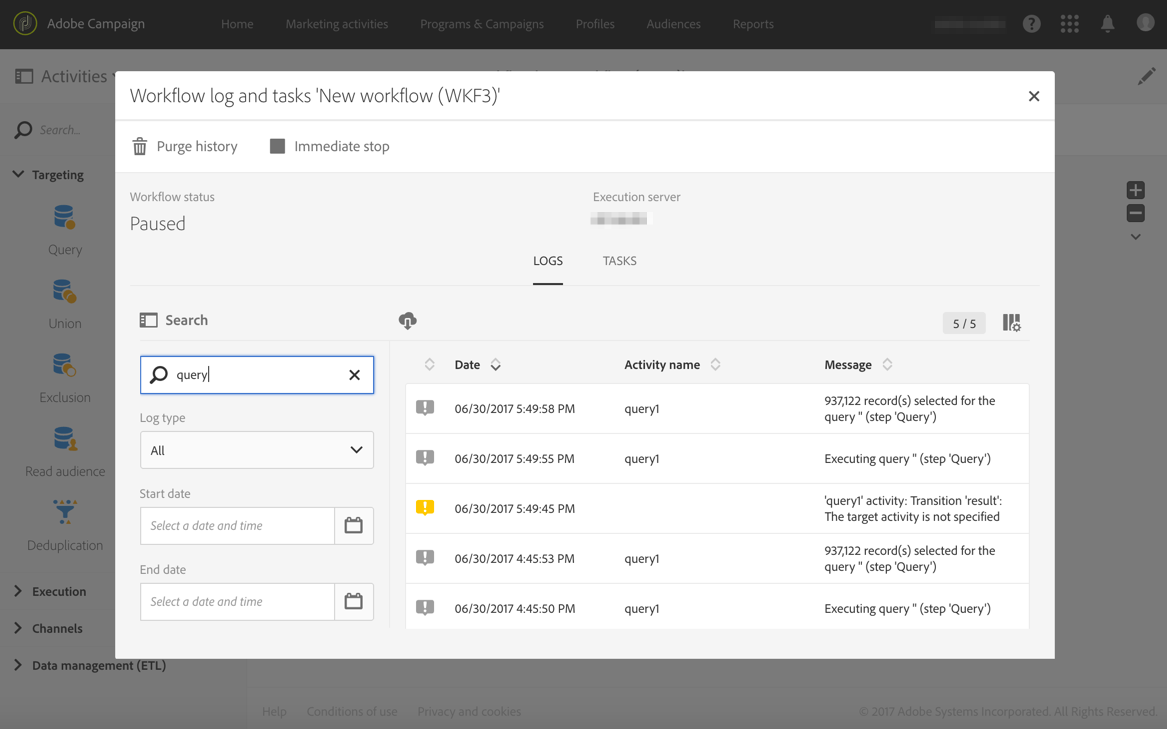 Adobe Campaign
Home
Marketing activities
Programs & Campaigns
Profiles
Audiences
Reports
Activities
Search...
Targeting
Query
Union
Exclusion
Read audience
Deduplication
Execution
Channels
Data management (ETL)
Workflow log and tasks 'New workflow (WKF3)'
Purge history
Immediate stop
Workflow status
Paused
Execution server
LOGS
TASKS
Search
query
Log type
All
Start date
Select a date and time
End date
Select a date and time
5 / 5
Date
Activity name
Message
06/30/2017 5:49:58 PM
query1
937,122 record(s) selected for the
query '' (step 'Query')
06/30/2017 5:49:55 PM
query1
Executing query '' (step 'Query')
06/30/2017 5:49:45 PM
'query1' activity: Transition 'result':
The target activity is not specified
06/30/2017 4:45:53 PM
query1
937,122 record(s) selected for the
query '' (step 'Query')
06/30/2017 4:45:50 PM
query1
Executing query '' (step 'Query')
Help
Conditions of use
Privacy and cookies
© 2017 Adobe Systems Incorporated. All Rights Reserved.